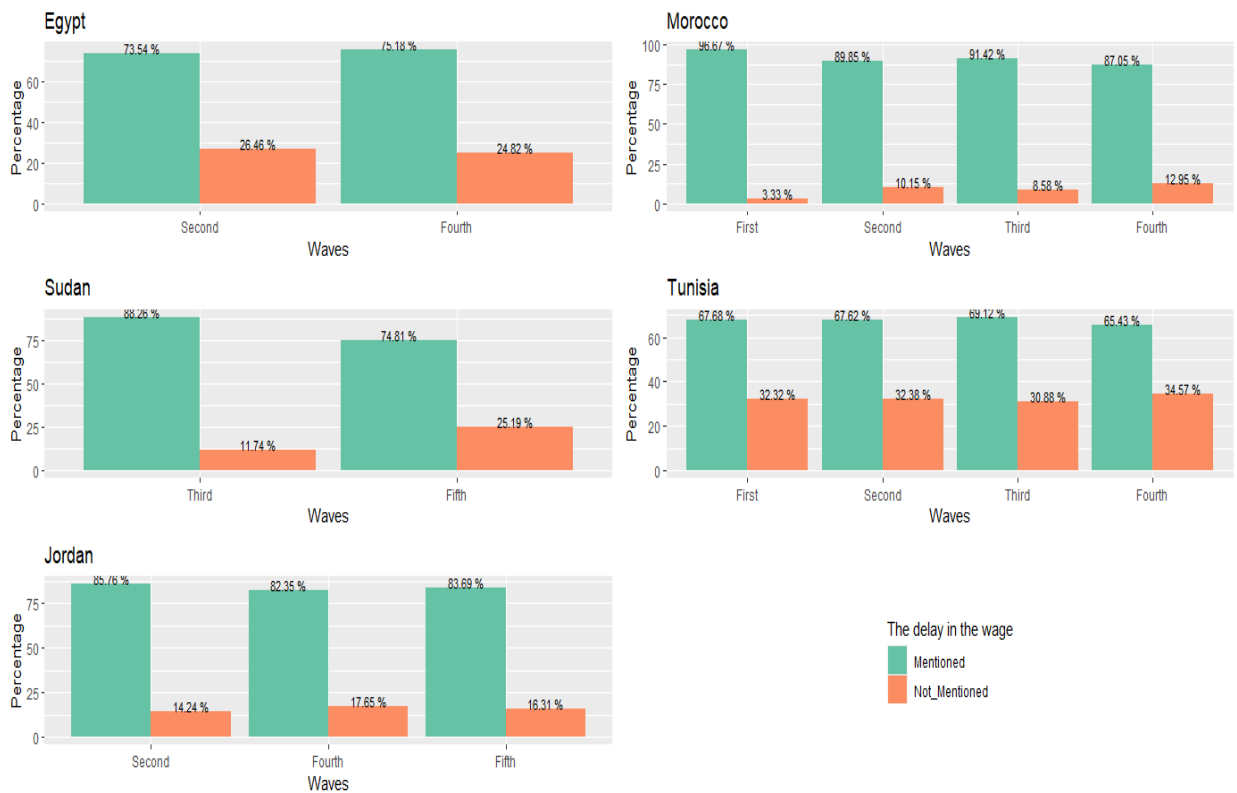 Egypt
Percentage
60
40
20
0
73.54 %
26.46 %
75.18 %
24.82 %
Second
Fourth
Waves
Morocco
Percentage
100
75
50
25
0
96.67 %
3.33 %
89.85 %
10.15 %
91.42 %
8.58 %
87.05 %
12.95 %
First
Second
Third
Fourth
Waves
Sudan
Percentage
75
50
25
0
88.26 %
11.74 %
74.81 %
25.19 %
Third
Fifth
Waves
Tunisia
Percentage
60
40
20
0
67.68 %
32.32 %
67.62 %
32.38 %
69.12 %
30.88 %
65.43 %
34.57 %
First
Second
Third
Fourth
Waves
Jordan
Percentage
75
50
25
0
85.76 %
14.24 %
82.35 %
17.65 %
83.69 %
16.31 %
Second
Fourth
Fifth
Waves
The delay in the wage
Mentioned
Not_Mentioned